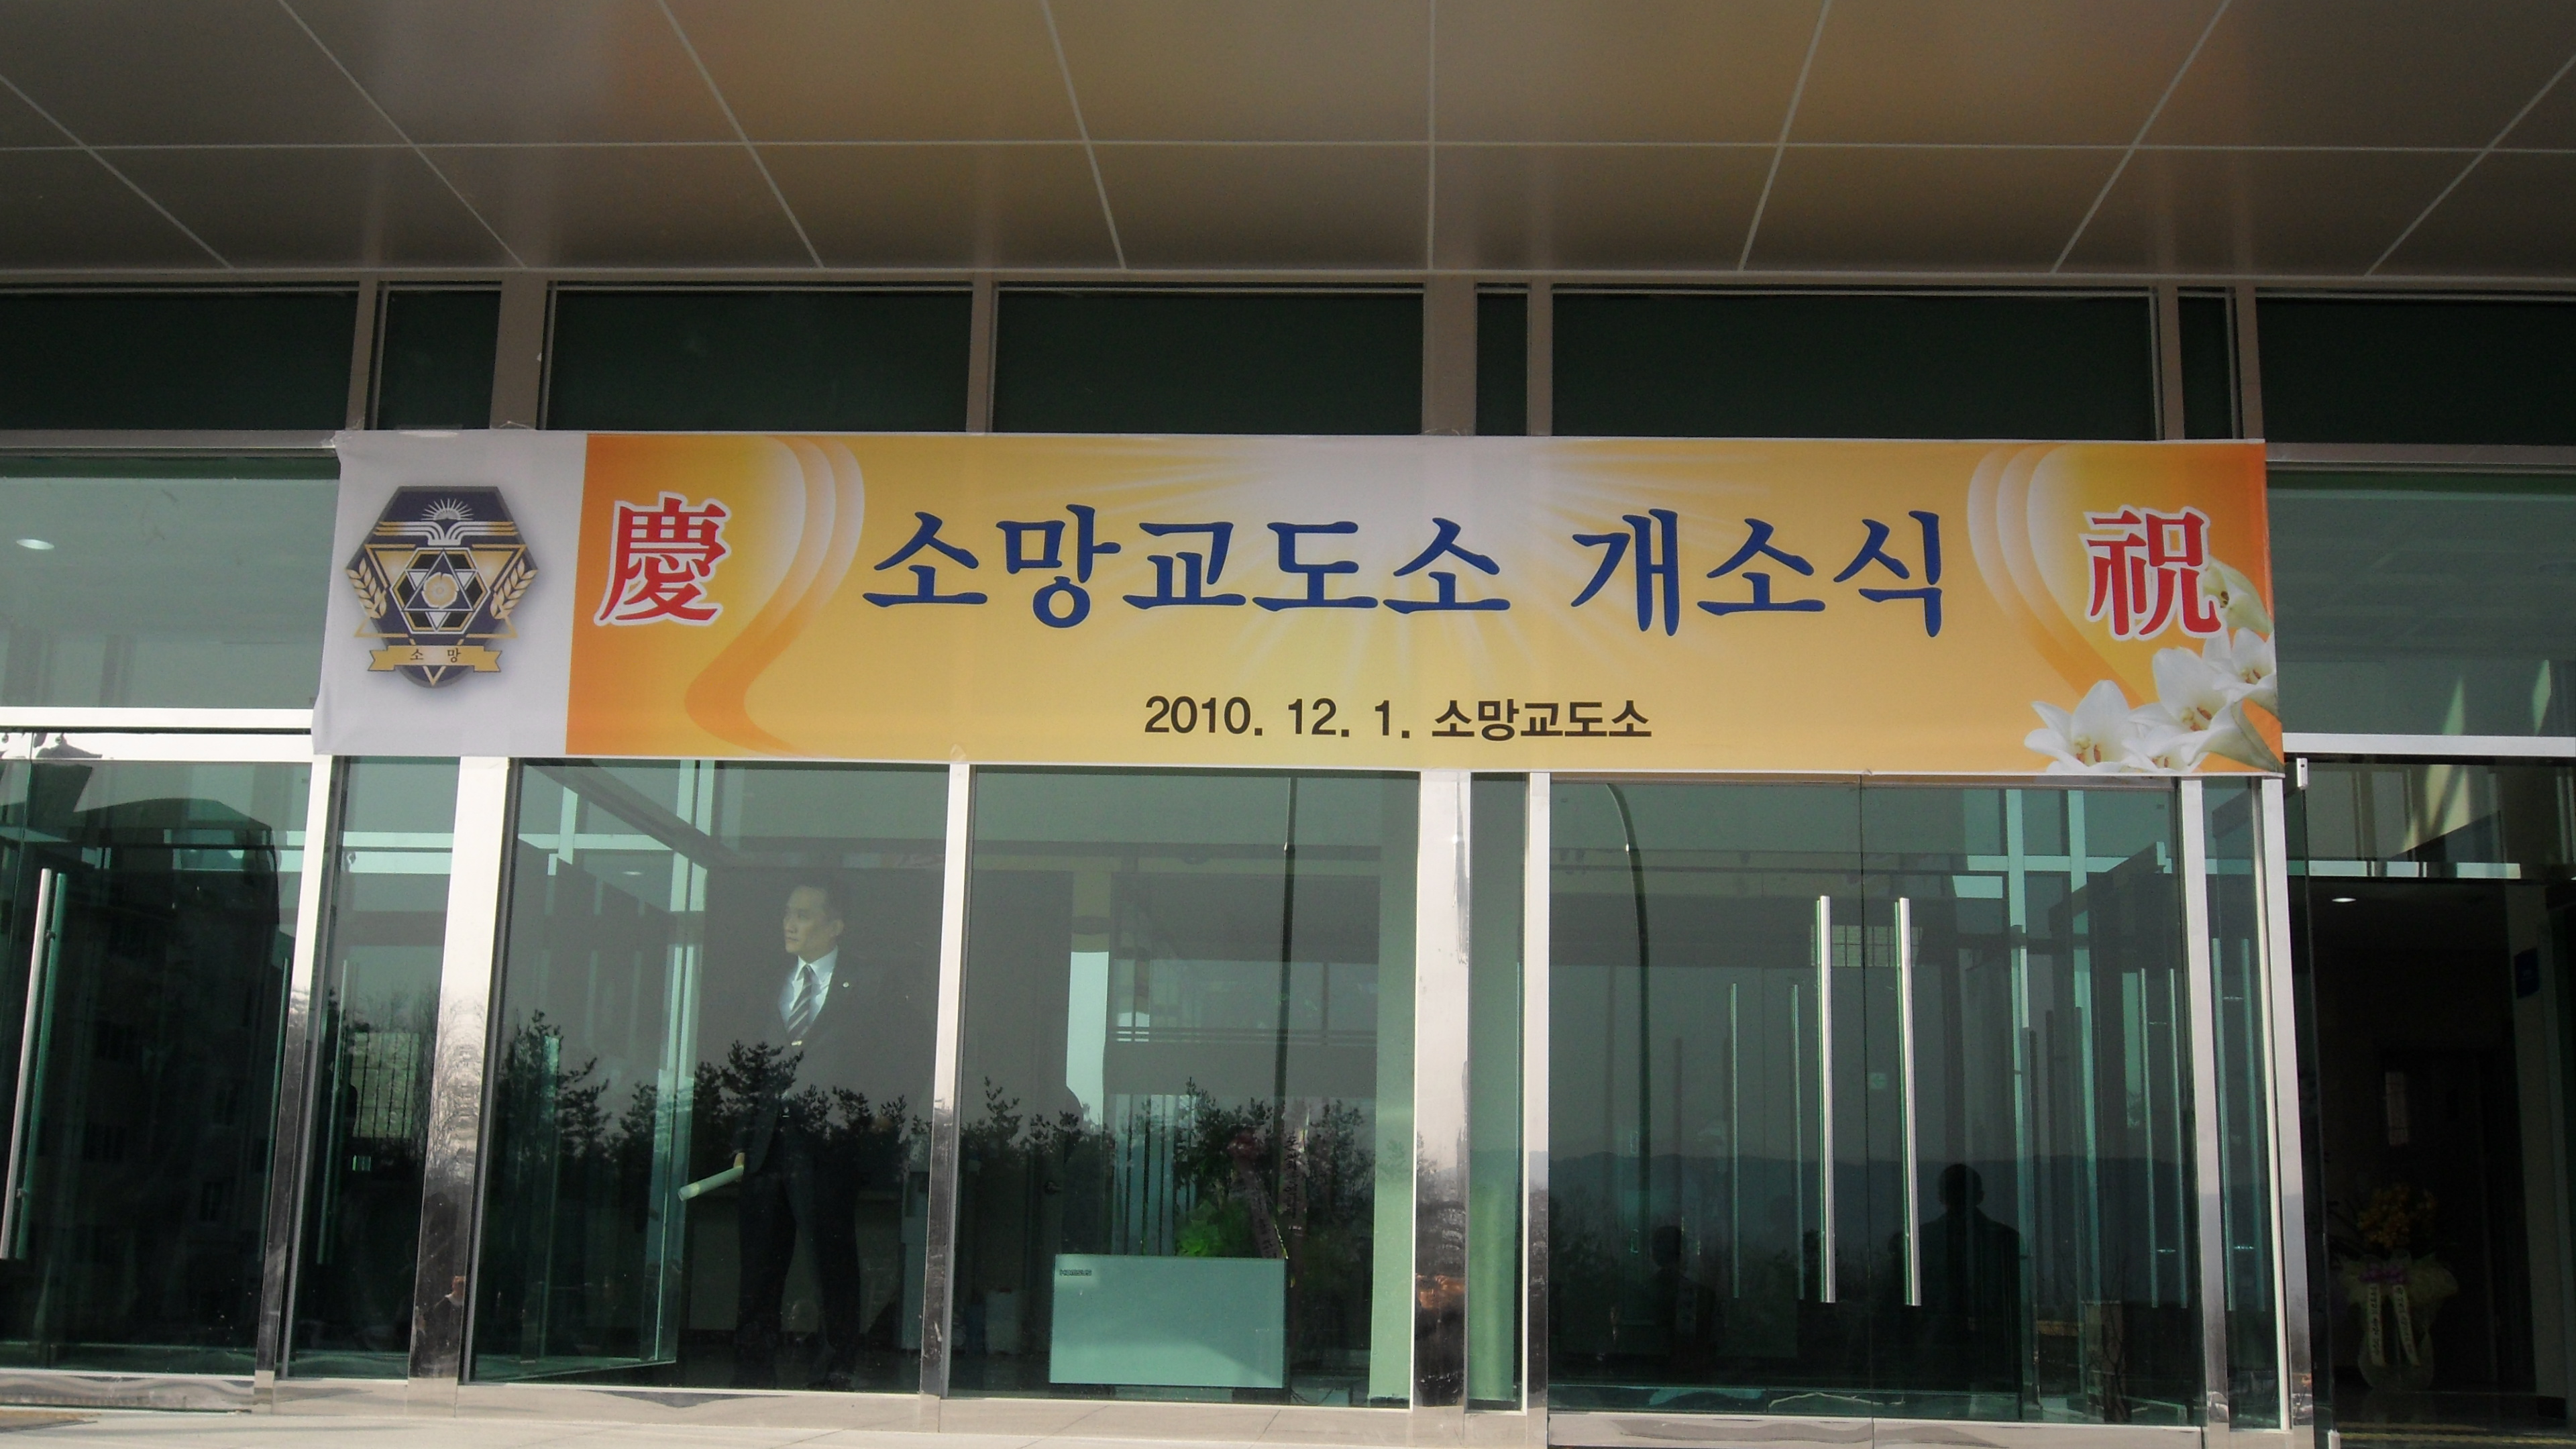 慶 소망교도소 개소식 祝
소망
2010. 12. 1. 소망교도소